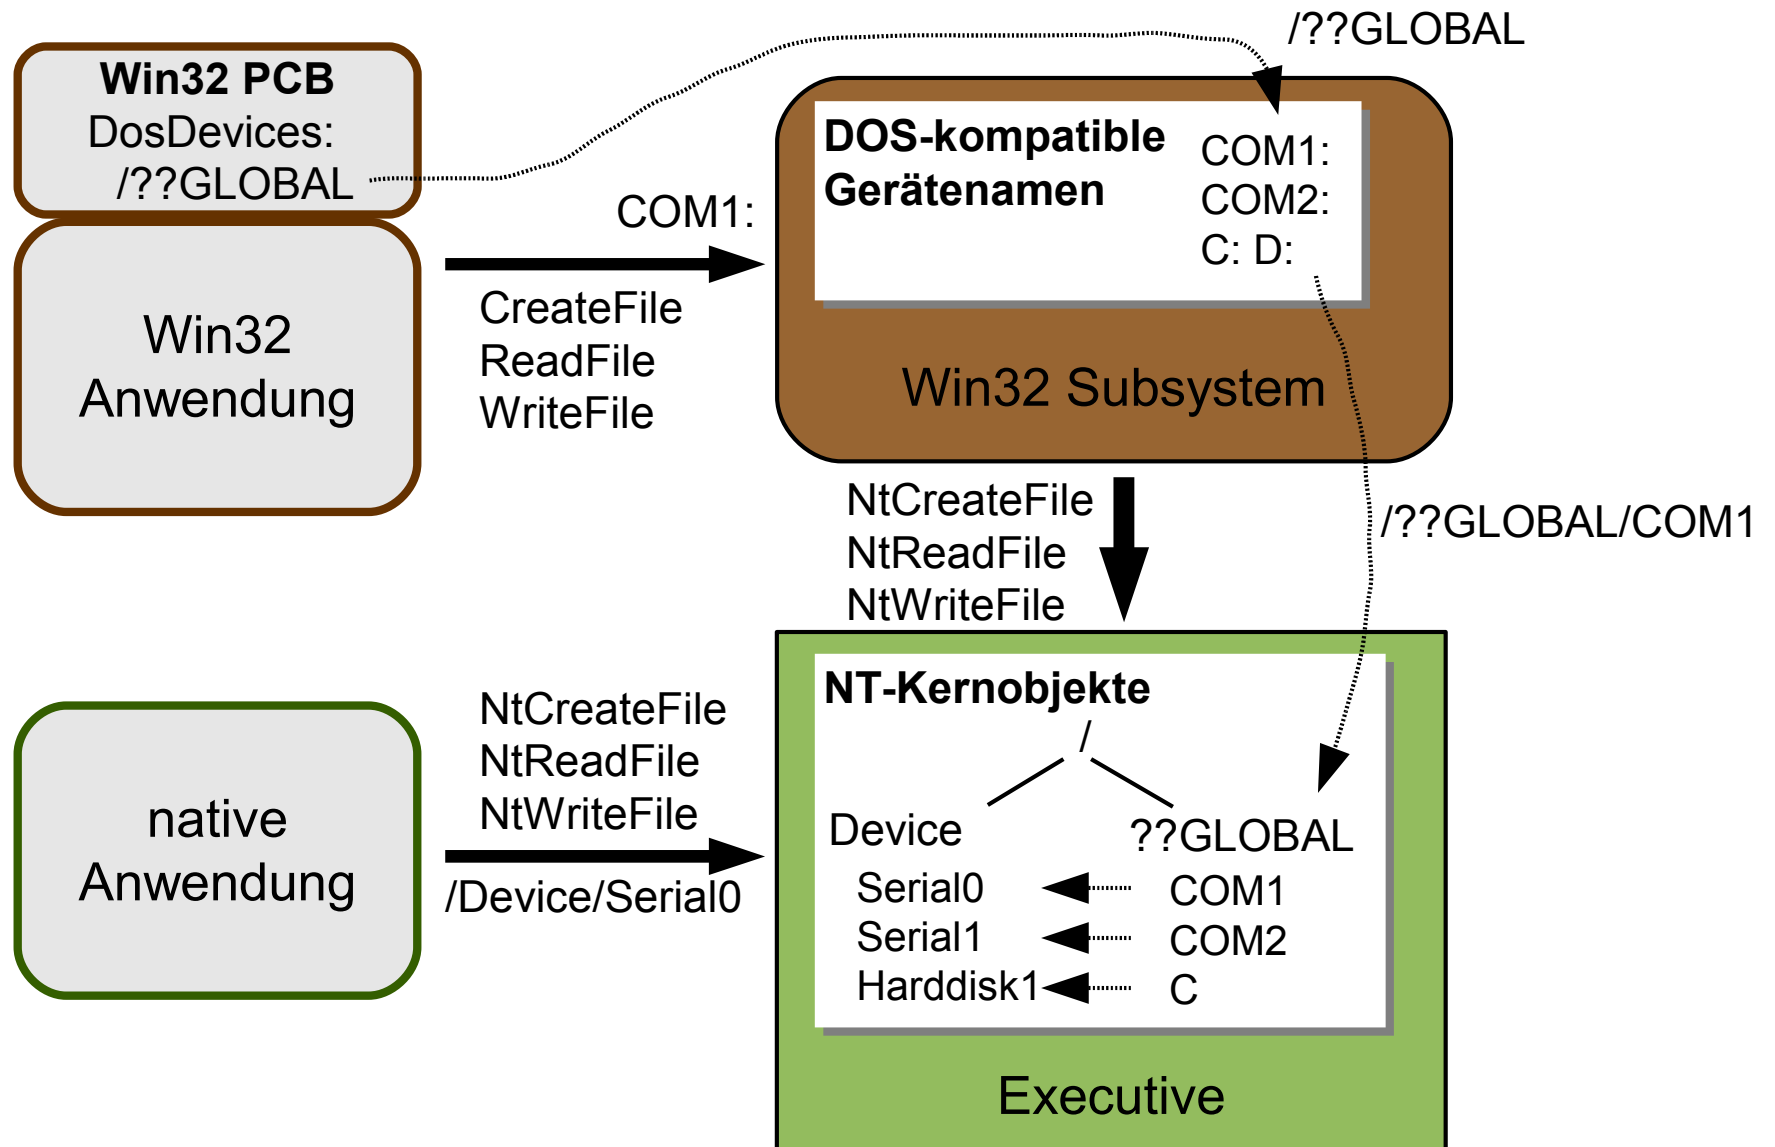 /??GLOBAL
Win32 PCB
DosDevices:
/??GLOBAL
DOS-kompatible
Gerätenamen
COM1:
COM2:
C: D:
COM1:
CreateFile
ReadFile
WriteFile
Win32
Anwendung
Win32 Subsystem
NtCreateFile
NtReadFile
NtWriteFile
/??GLOBAL/COM1
NT-Kernobjekte
/
Device
??GLOBAL
Serial0
COM1
Serial1
COM2
Harddisk1
C
NtCreateFile
NtReadFile
NtWriteFile
/Device/Serial0
native
Anwendung
Executive